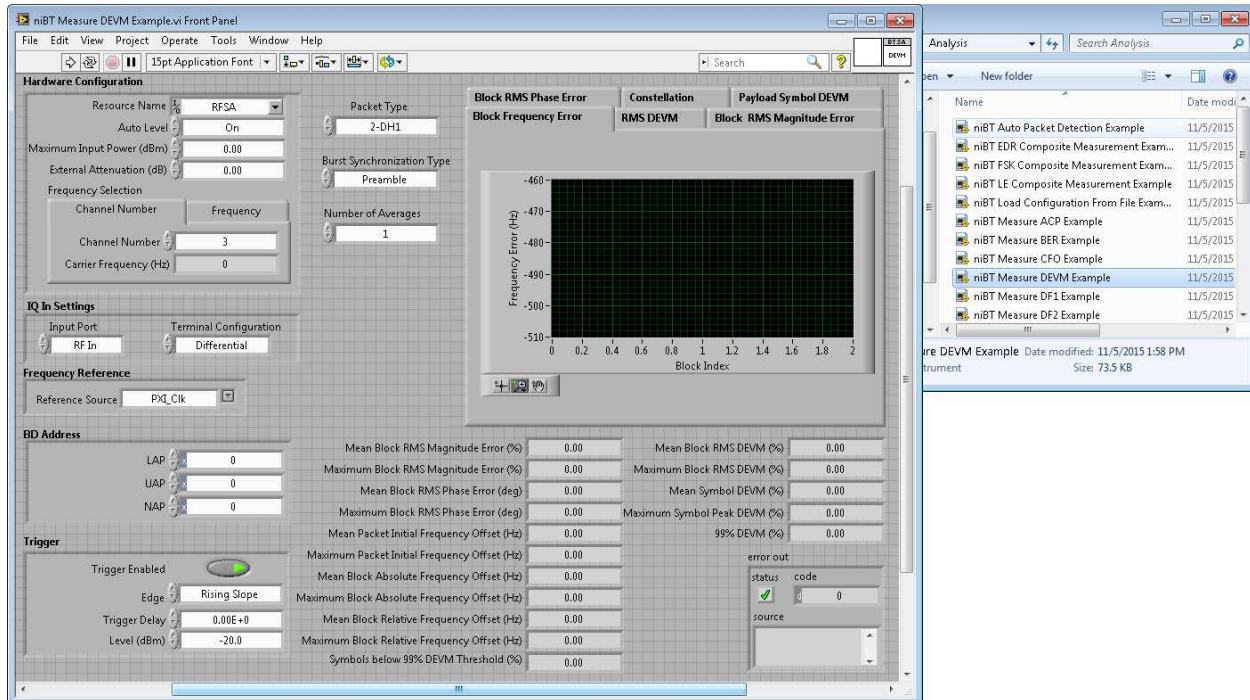 niBT Measure DEVM Example.vi Front Panel
File Edit View Project Operate Tools Window Help
15pt Application Font
Search
BTSA
DEVM
Hardware Configuration
Resource Name RFSA
Auto Level On
Maximum Input Power (dBm) 0.00
External Attenuation (dB) 0.00
Frequency Selection
Channel Number Frequency
Channel Number 3
Carrier Frequency (Hz) 0
Packet Type
2-DH1
Burst Synchronization Type
Preamble
Number of Averages
1
IQ In Settings
Input Port Terminal Configuration
RF In Differential
Frequency Reference
Reference Source PXI_Clk
BD Address
LAP x 0
UAP x 0
NAP x 0
Trigger
Trigger Enabled
Edge Rising Slope
Trigger Delay 0.00E+0
Level (dBm) -20.0
Block RMS Phase Error Constellation Payload Symbol DEVM
Block Frequency Error RMS DEVM Block RMS Magnitude Error
Frequency Error (Hz)
-460
-470
-480
-490
-500
-510
0 0.2 0.4 0.6 0.8 1 1.2 1.4 1.6 1.8 2
Block Index
Mean Block RMS Magnitude Error (%) 0.00
Maximum Block RMS Magnitude Error (%) 0.00
Mean Block RMS Phase Error (deg) 0.00
Maximum Block RMS Phase Error (deg) 0.00
Mean Packet Initial Frequency Offset (Hz) 0.00
Maximum Packet Initial Frequency Offset (Hz) 0.00
Mean Block Absolute Frequency Offset (Hz) 0.00
Maximum Block Absolute Frequency Offset (Hz) 0.00
Mean Block Relative Frequency Offset (Hz) 0.00
Maximum Block Relative Frequency Offset (Hz) 0.00
Symbols below 99% DEVM Threshold (%) 0.00
Mean Block RMS DEVM (%) 0.00
Maximum Block RMS DEVM (%) 0.00
Mean Symbol DEVM (%) 0.00
Maximum Symbol Peak DEVM (%) 0.00
99% DEVM (%) 0.00
error out
status code
d 0
source
Analysis
Search Analysis
pen New folder
Name Date modi
niBT Auto Packet Detection Example 11/5/2015
niBT EDR Composite Measurement Exam... 11/5/2015
niBT FSK Composite Measurement Exam... 11/5/2015
niBT LE Composite Measurement Example 11/5/2015
niBT Load Configuration From File Exam... 11/5/2015
niBT Measure ACP Example 11/5/2015
niBT Measure BER Example 11/5/2015
niBT Measure CFO Example 11/5/2015
niBT Measure DEVM Example 11/5/2015
niBT Measure DF1 Example 11/5/2015
niBT Measure DF2 Example 11/5/2015
ure DEVM Example Date modified: 11/5/2015 1:58 PM
trument Size: 73.5 KB